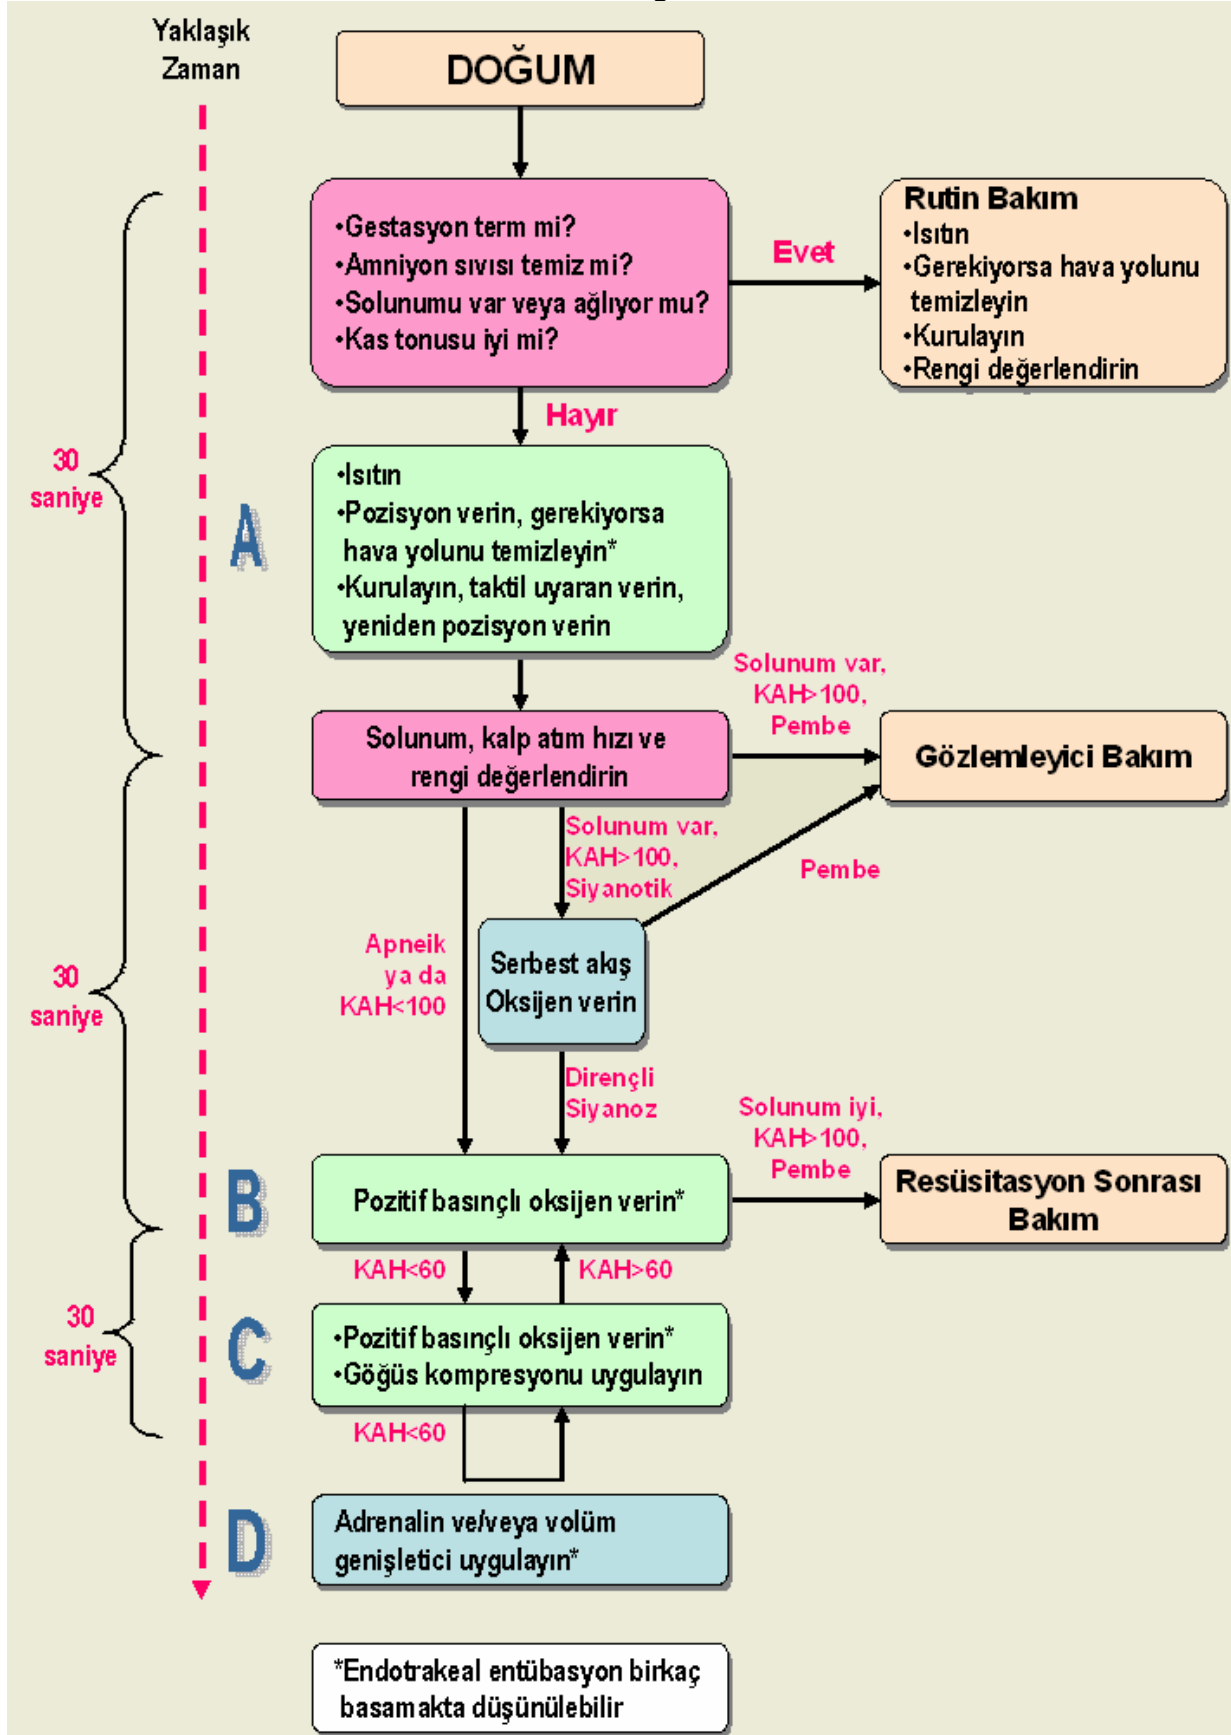 Yaklaşık
Zaman
DOĞUM
•Gestasyon term mi?
•Amniyon sıvısı temiz mi?
•Solunumu var veya ağlıyor mu?
•Kas tonusu iyi mi?
Evet
Rutin Bakım
•Isıtın
•Gerekiyorsa hava yolunu
temizleyin
•Kurulayın
•Rengi değerlendirin
Hayır
30
saniye
A
•Isıtın
•Pozisyon verin, gerekiyorsa
hava yolunu temizleyin*
•Kurulayın, taktil uyaran verin,
yeniden pozisyon verin
Solunum var,
KAH>100,
Pembe
Solunum, kalp atım hızı ve
rengi değerlendirin
Gözlemleyici Bakım
Solunum var,
KAH>100,
Siyanotik
Pembe
30
saniye
Apneik
ya da
KAH<100
Serbest akış
Oksijen verin
Dirençli
Siyanoz
Solunum iyi,
KAH>100,
Pembe
B
Pozitif basınçlı oksijen verin*
Resüsitasyon Sonrası
Bakım
KAH<60
KAH>60
30
saniye
C
•Pozitif basınçlı oksijen verin*
•Göğüs kompresyonu uygulayın
KAH<60
D
Adrenalin ve/veya volüm
genişletici uygulayın*
*Endotrakeal entübasyon birkaç
basamakta düşünülebilir